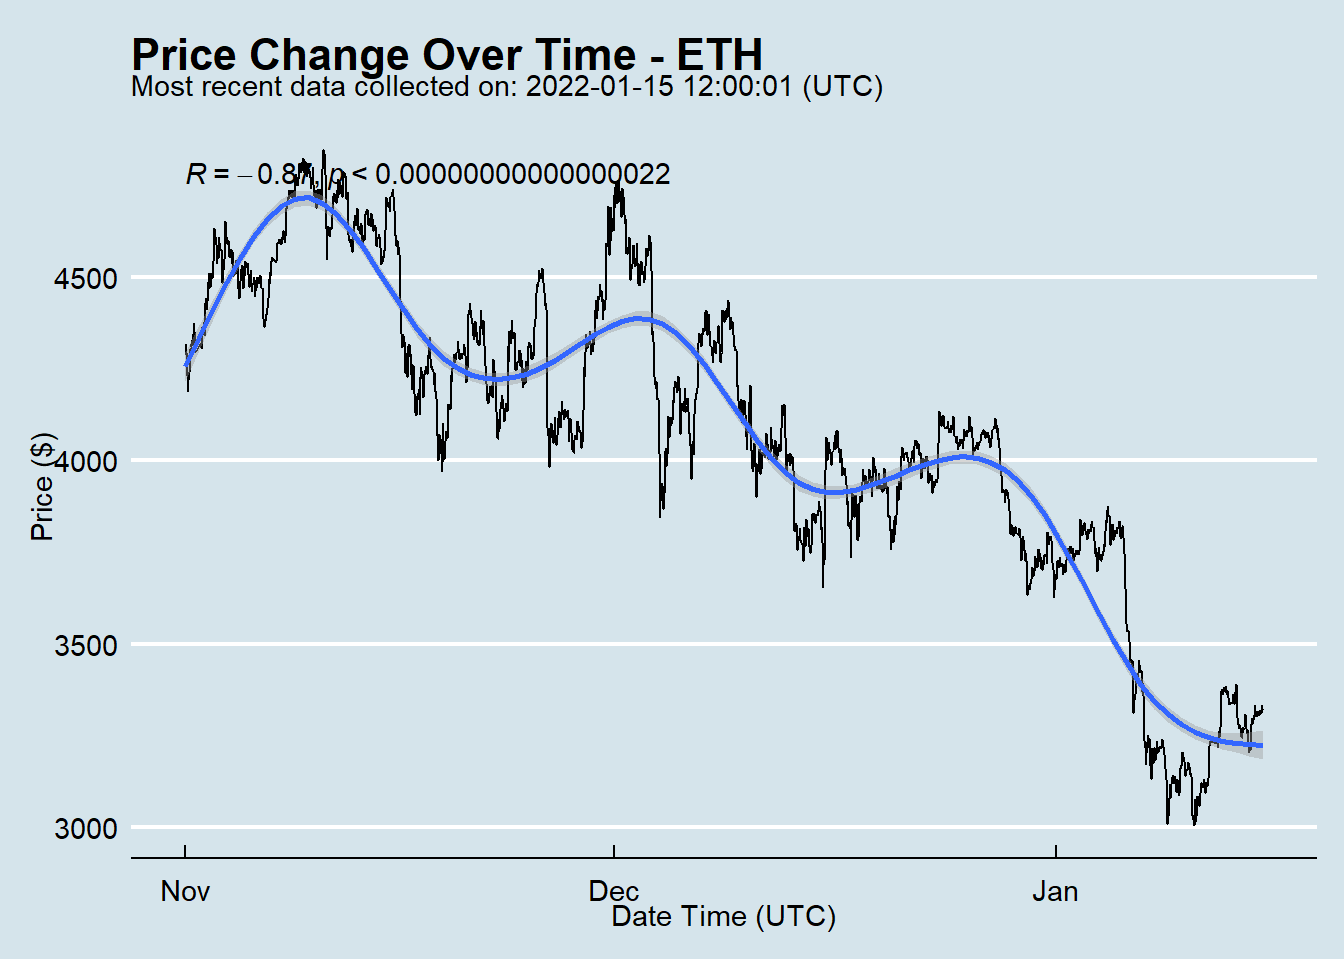 Price Change Over Time - ETH
Most recent data collected on: 2022-01-15 12:00:01 (UTC)
R = −0.87, p < 0.00000000000000022
4500
4000
3500
3000
Price ($)
Nov Dec Jan
Date Time (UTC)